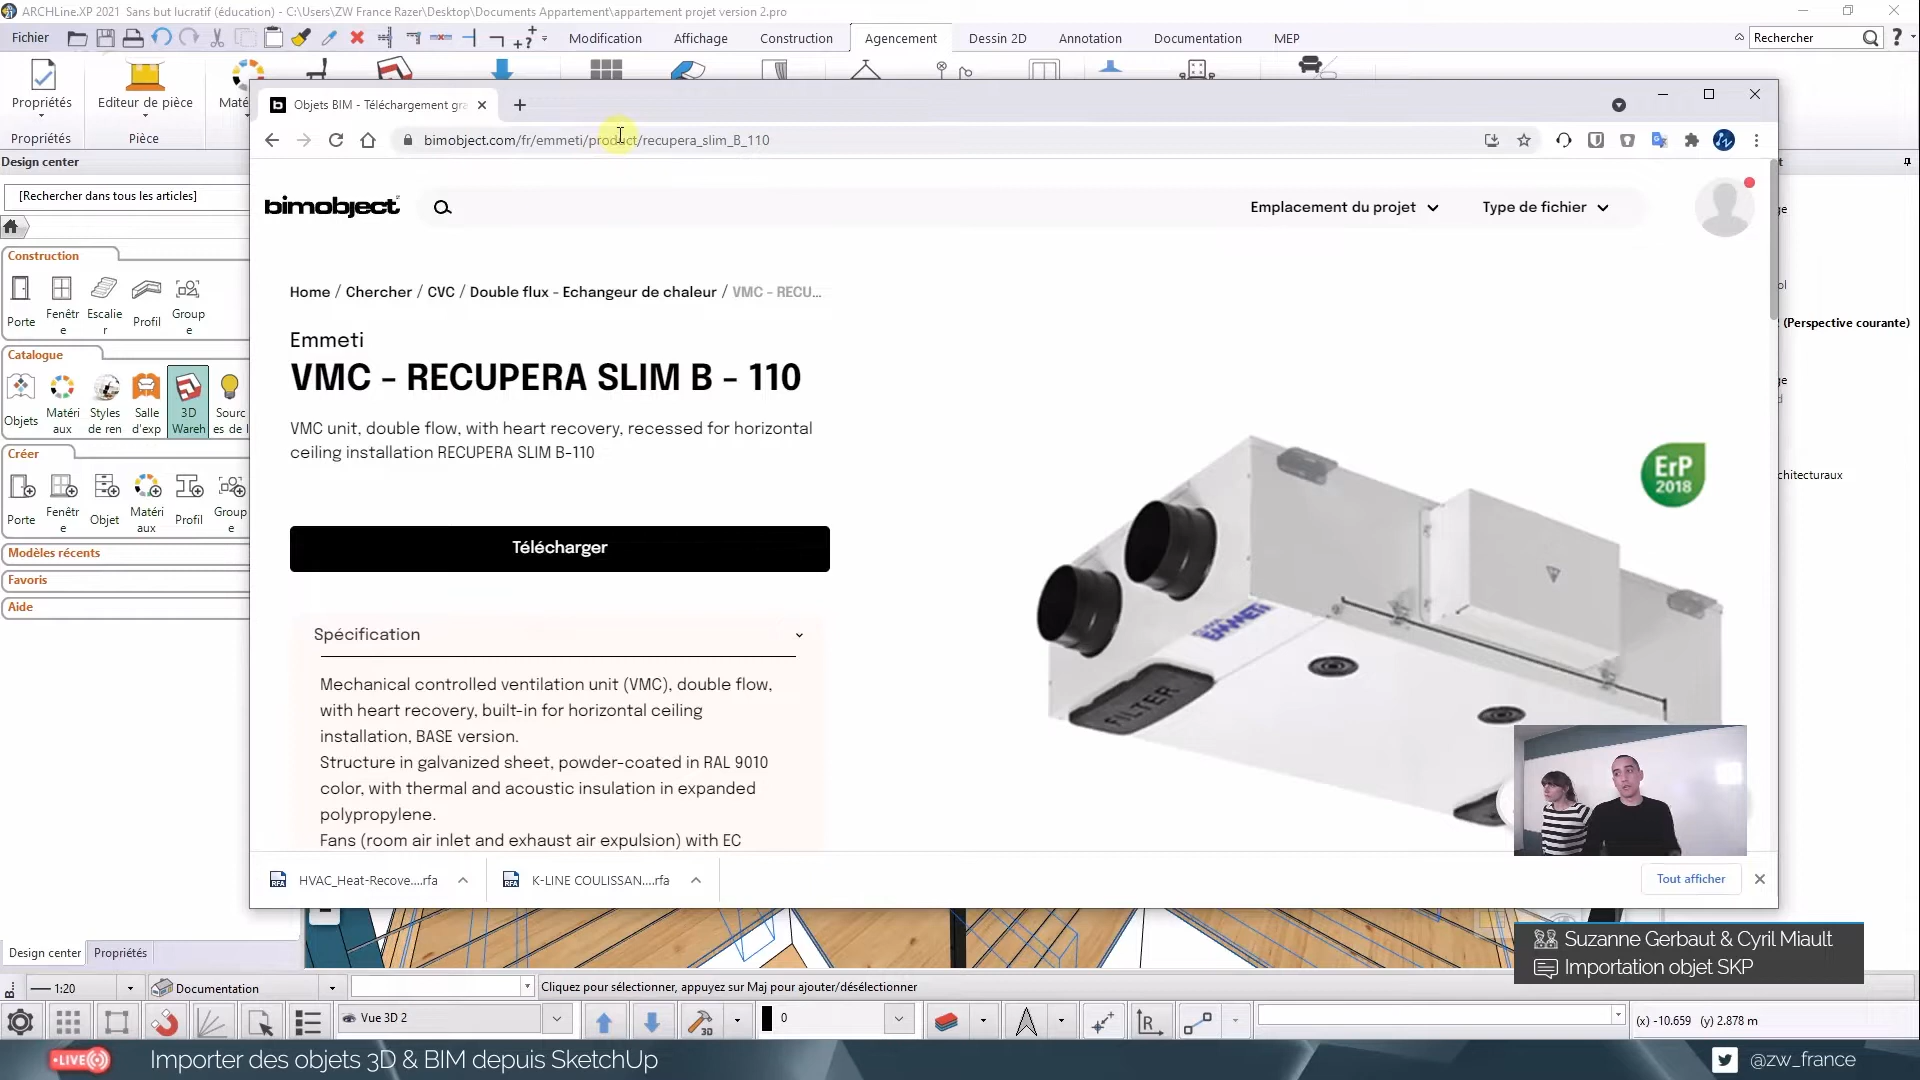 ARCHLine.XP 2021 Sans but lucratif (éducation) - C:\Users\ZW France Razer\Desktop\Documents Appartement\appartement projet version 2.pro
Fichier
Modification
Affichage
Construction
Agencement
Dessin 2D
Annotation
Documentation
MEP
Rechercher
Propriétés
Editeur de pièce
Maté
Propriétés
Pièce
Objets BIM - Téléchargement gra
bimobject.com/fr/emmeti/product/recupera_slim_B_110
Design center
[Rechercher dans tous les articles]
bimobject
Emplacement du projet
Type de fichier
Construction
Porte
Fenêtre
Escalier
Profil
Groupe
Catalogue
Objets
Matériaux
Styles de ren
Salle d'exp
3D Wareh
Sources de l
Créer
Porte
Fenêtre
Objet
Matériaux
Profil
Groupe
Modèles récents
Favoris
Aide
Home / Chercher / CVC / Double flux - Echangeur de chaleur / VMC - RECU...
Emmeti
VMC - RECUPERA SLIM B - 110
VMC unit, double flow, with heart recovery, recessed for horizontal
ceiling installation RECUPERA SLIM B-110
Télécharger
Spécification
Mechanical controlled ventilation unit (VMC), double flow,
with heart recovery, built-in for horizontal ceiling
installation, BASE version.
Structure in galvanized sheet, powder-coated in RAL 9010
color, with thermal and acoustic insulation in expanded
polypropylene.
Fans (room air inlet and exhaust air expulsion) with EC
ErP
2018
EMMETI
FILTER
(Perspective courante)
chitecturaux
HVAC_Heat-Recove....rfa
K-LINE COULISSAN....rfa
Tout afficher
Suzanne Gerbaut & Cyril Miault
Importation objet SKP
Design center
Propriétés
1:20
Documentation
Cliquez pour sélectionner, appuyez sur Maj pour ajouter/désélectionner
Vue 3D 2
0
(x) -10.659 (y) 2.878 m
LIVE
Importer des objets 3D & BIM depuis SketchUp
@zw_france